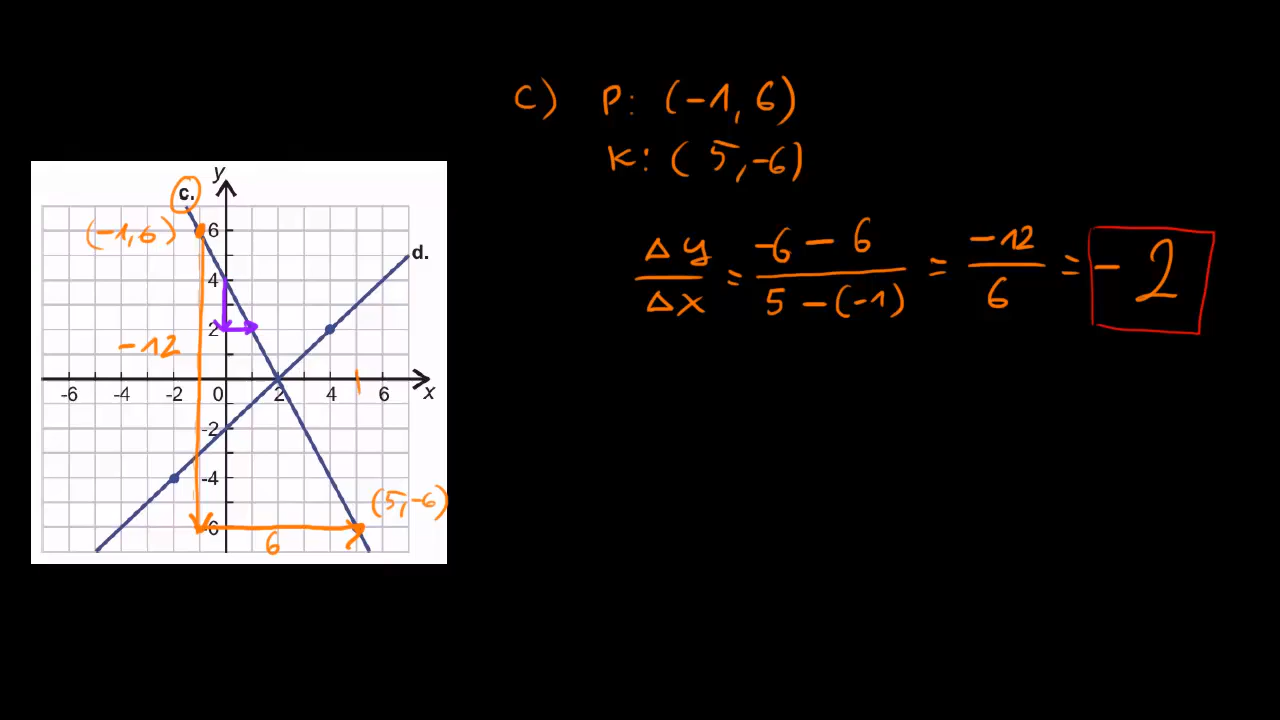 C) P: (-1, 6)
K: (5, -6)
Δy/Δx = (-6 - 6)/(5 - (-1)) = -12/6 = -2
y
c.
(-1, 6)
6
d.
4
2
-12
-6 -4 -2 0 2 4 6 x
-2
-4
(5, -6)
-6
6